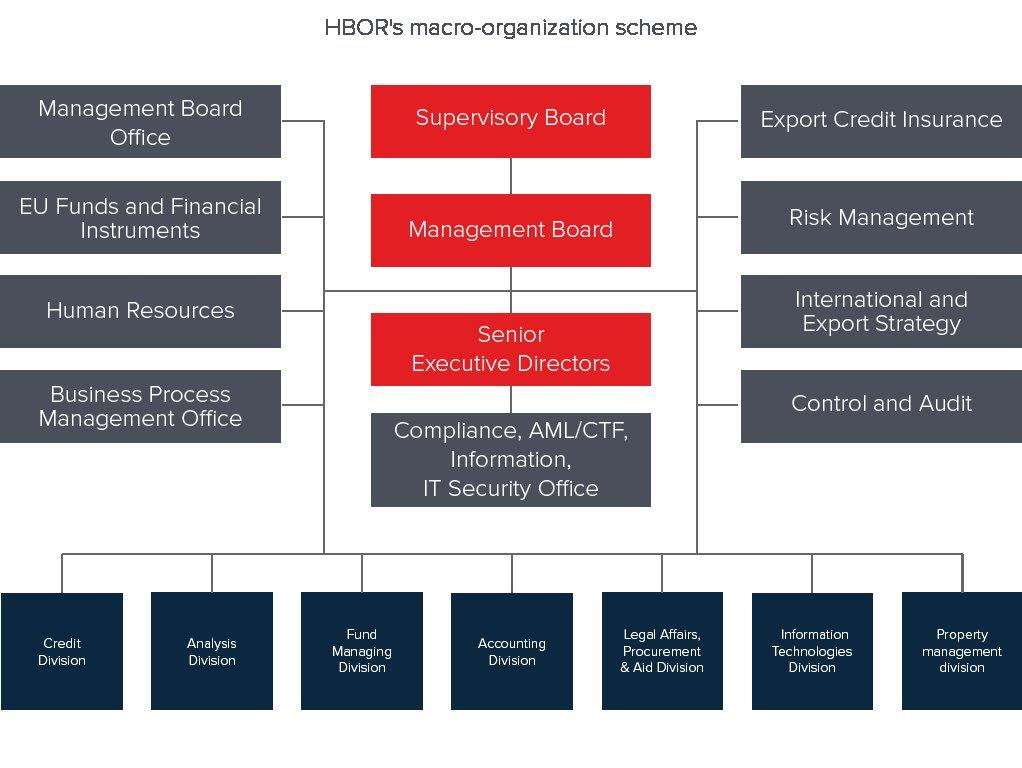 HBOR's macro-organization scheme
Management Board
Office
Supervisory Board
Export Credit Insurance
EU Funds and Financial
Instruments
Management Board
Risk Management
Human Resources
Senior
Executive Directors
International and
Export Strategy
Business Process
Management Office
Compliance, AML/CTF,
Information,
IT Security Office
Control and Audit
Credit
Division
Analysis
Division
Fund
Managing
Division
Accounting
Division
Legal Affairs,
Procurement
& Aid Division
Information
Technologies
Division
Property
management
division